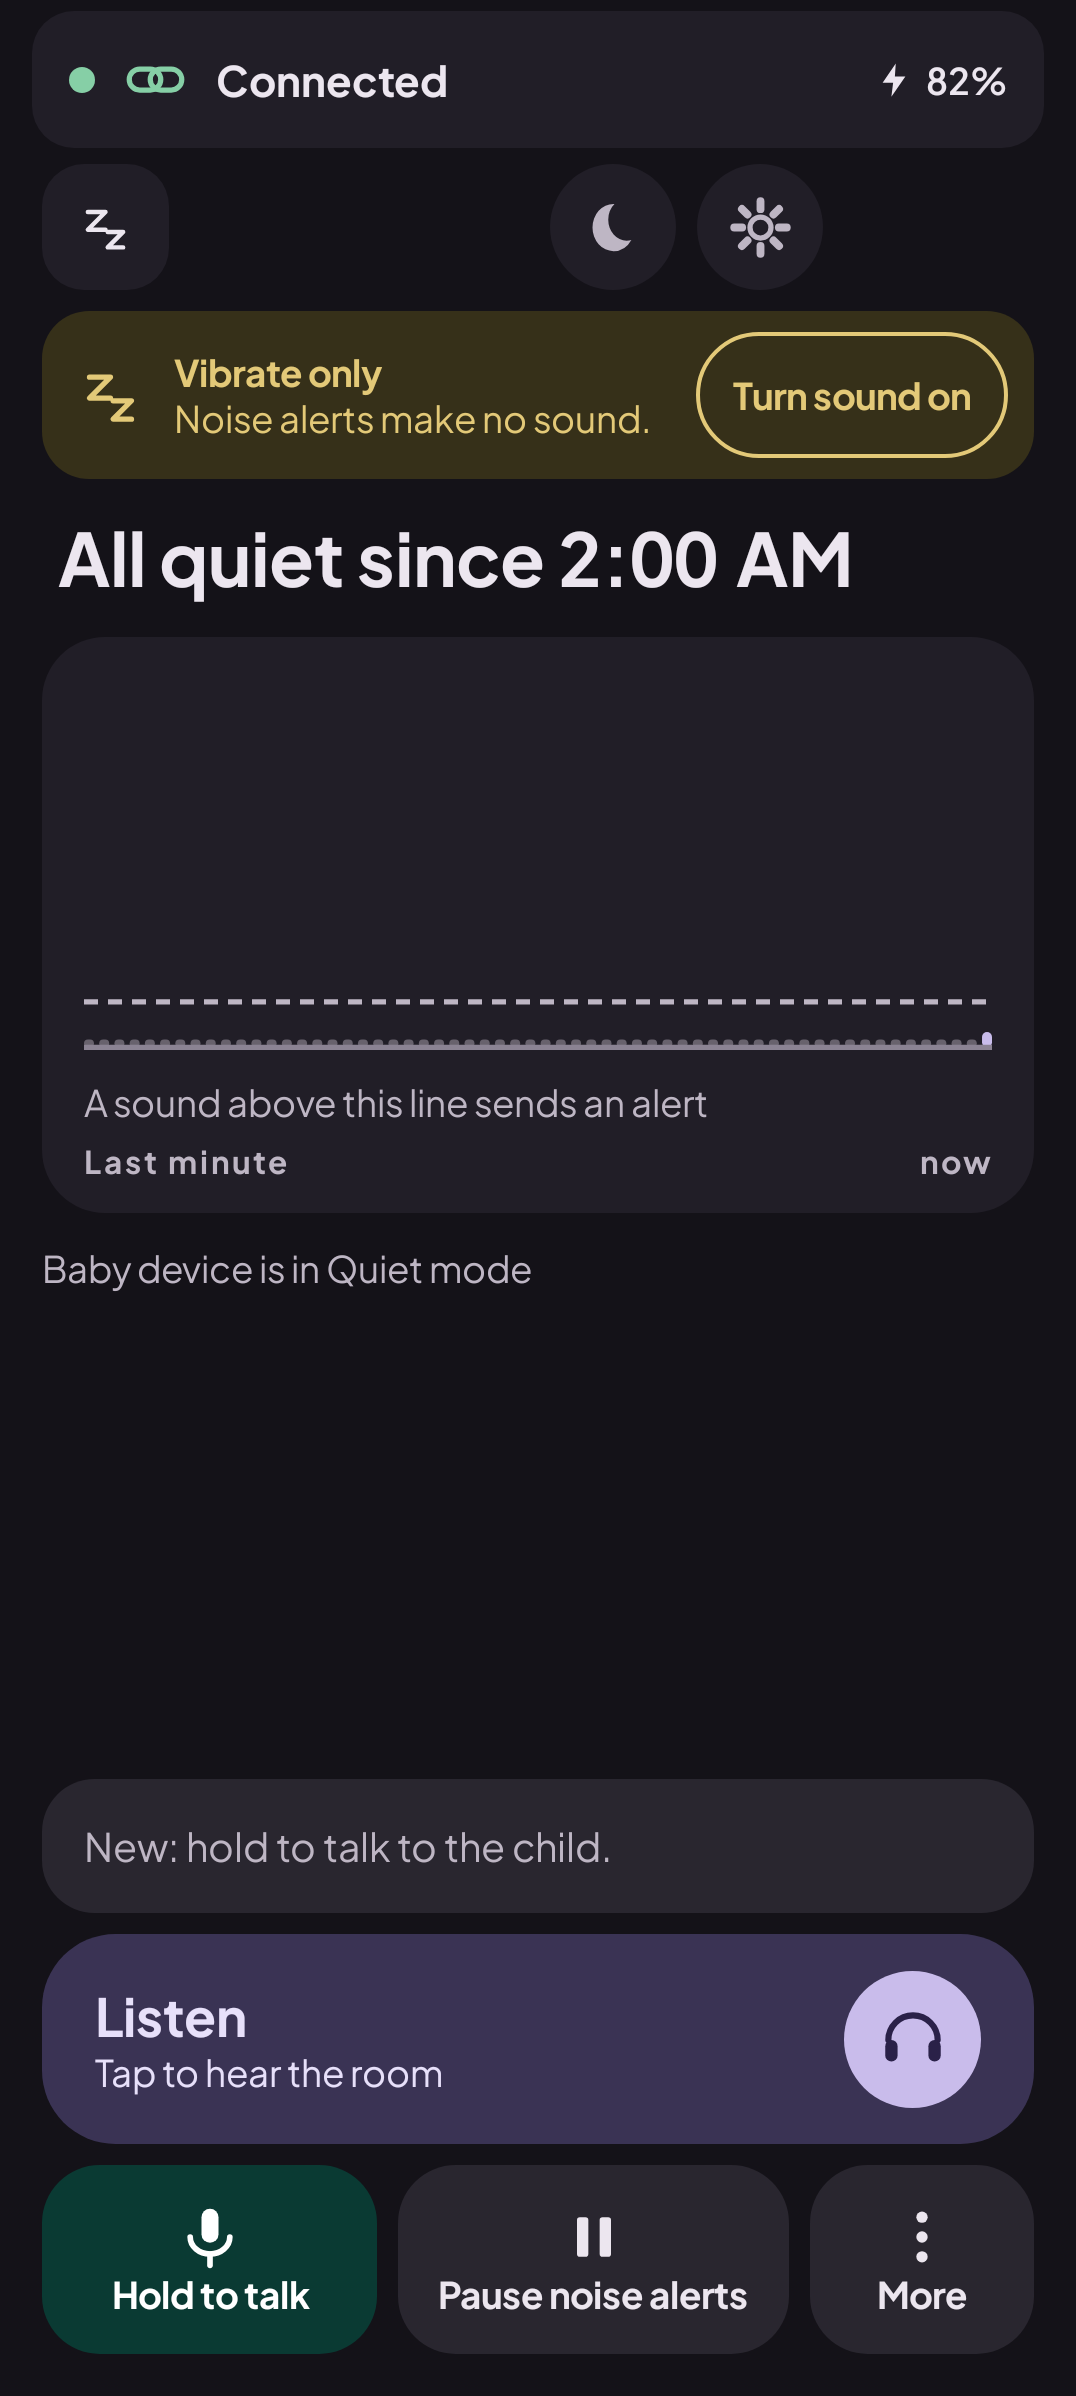 Connected
82%
Vibrate only
Noise alerts make no sound.
Turn sound on
All quiet since 2:00 AM
A sound above this line sends an alert
Last minute
now
Baby device is in Quiet mode
New: hold to talk to the child.
Listen
Tap to hear the room
Hold to talk
Pause noise alerts
More